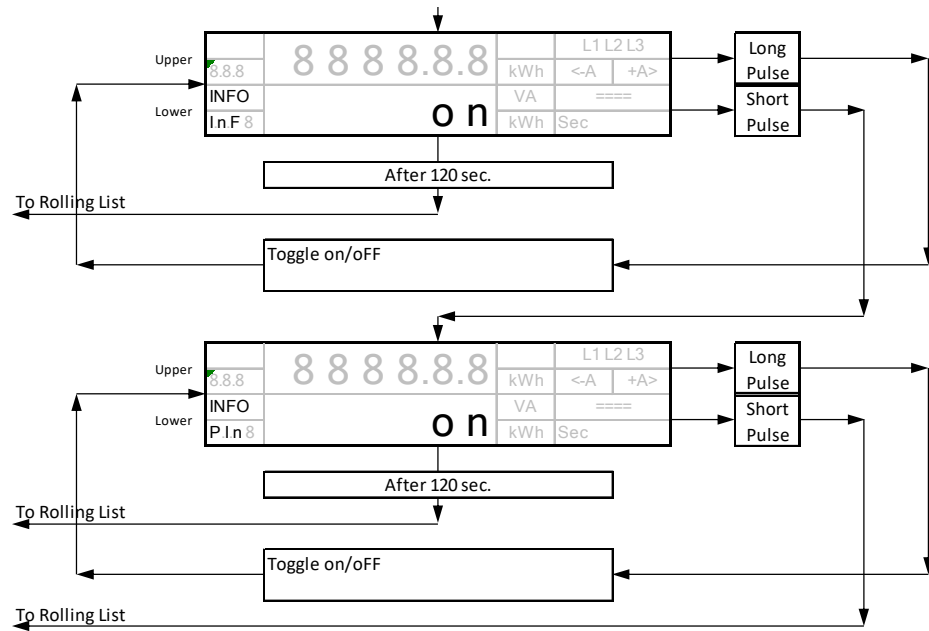 L1 L2 L3
Long
Pulse
Upper
8.8.8
8 8 8 8.8.8
kWh
<-A
+A>
INFO
VA
====
Short
Pulse
Lower
I.n.F 8
o n
kWh
Sec
After 120 sec.
To Rolling List
Toggle on/oFF
L1 L2 L3
Long
Pulse
Upper
8.8.8
8 8 8 8.8.8
kWh
<-A
+A>
INFO
VA
====
Short
Pulse
Lower
P.I.n 8
o n
kWh
Sec
After 120 sec.
To Rolling List
Toggle on/oFF
To Rolling List